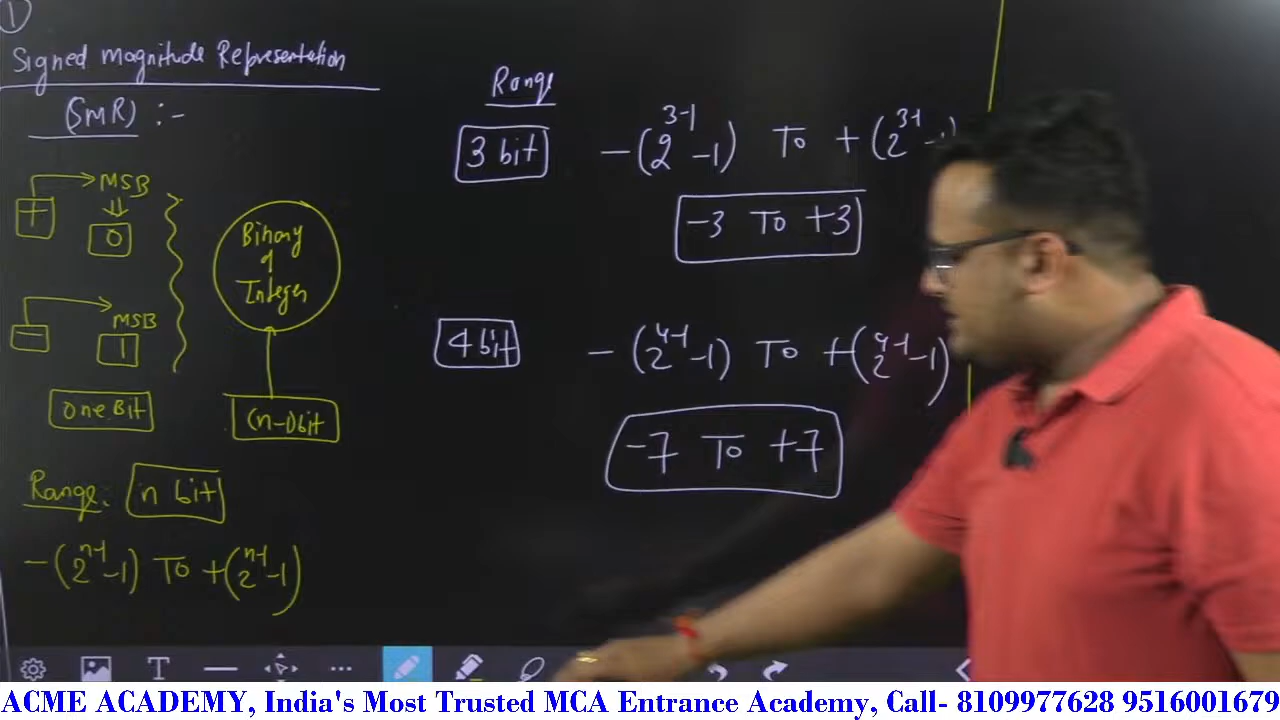 1
Signed Magnitude Representation
(SMR) :-
+ MSB
0
- MSB
1
One Bit
Binary
of
Integer
(n-1)bit
Range: n bit
-(2^(n-1)-1) To +(2^(n-1)-1)
Range
3 bit -(2^(3-1)-1) To +(2^(3-1)-1)
-3 To +3
4 bit -(2^(4-1)-1) To +(2^(4-1)-1)
-7 To +7
T
ACME ACADEMY, India's Most Trusted MCA Entrance Academy, Call- 8109977628 9516001679